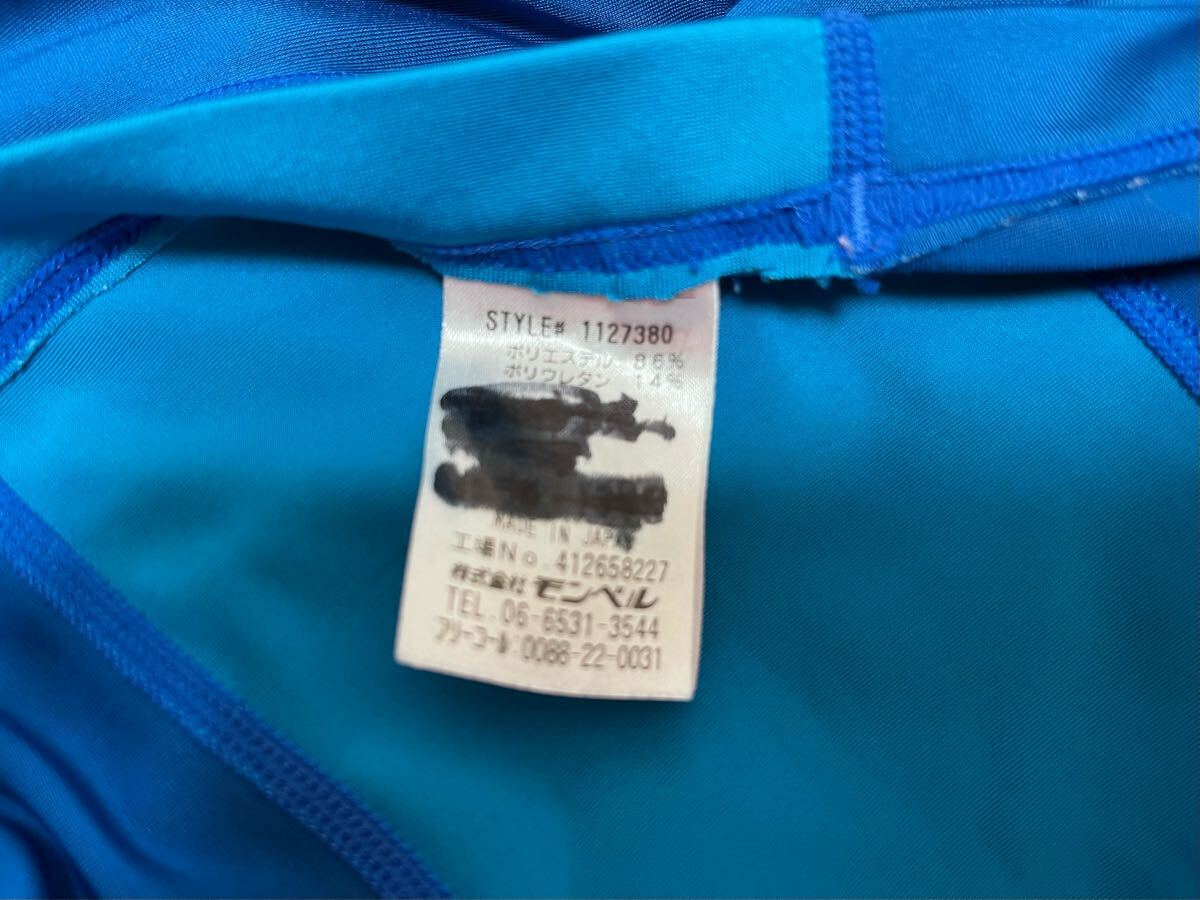 STYLE# 1127380
ポリエステル 86%
ポリウレタン 14%
MADE IN JAPAN
工場No.412658227
株式会社 モンベル
TEL.06-6531-3544
フリーコール:0088-22-0031